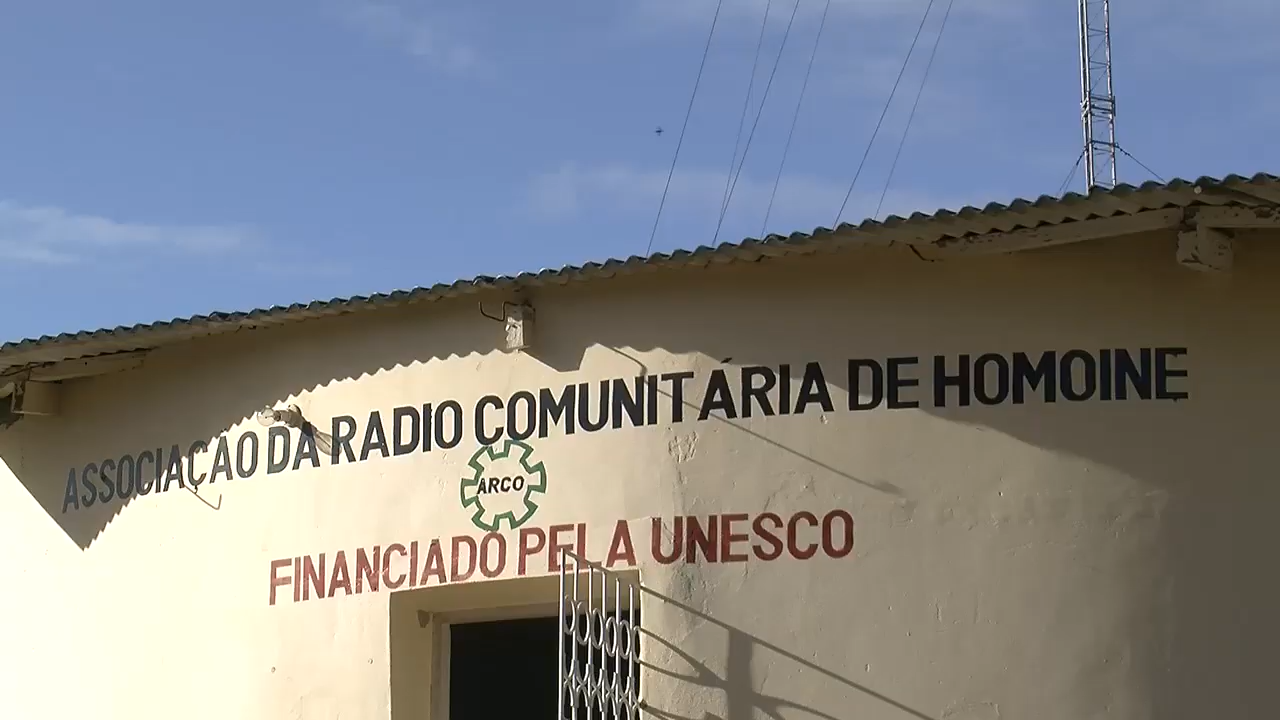 ASSOCIAÇAO DA RADIO COMUNITÁRIA DE HOMOINE
ARCO
FINANCIADO PELA UNESCO